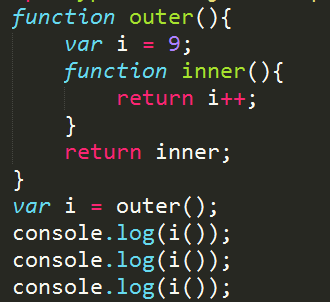 function outer(){
    var i = 9;
    function inner(){
        return i++;
    }
    return inner;
}
var i = outer();
console.log(i());
console.log(i());
console.log(i());